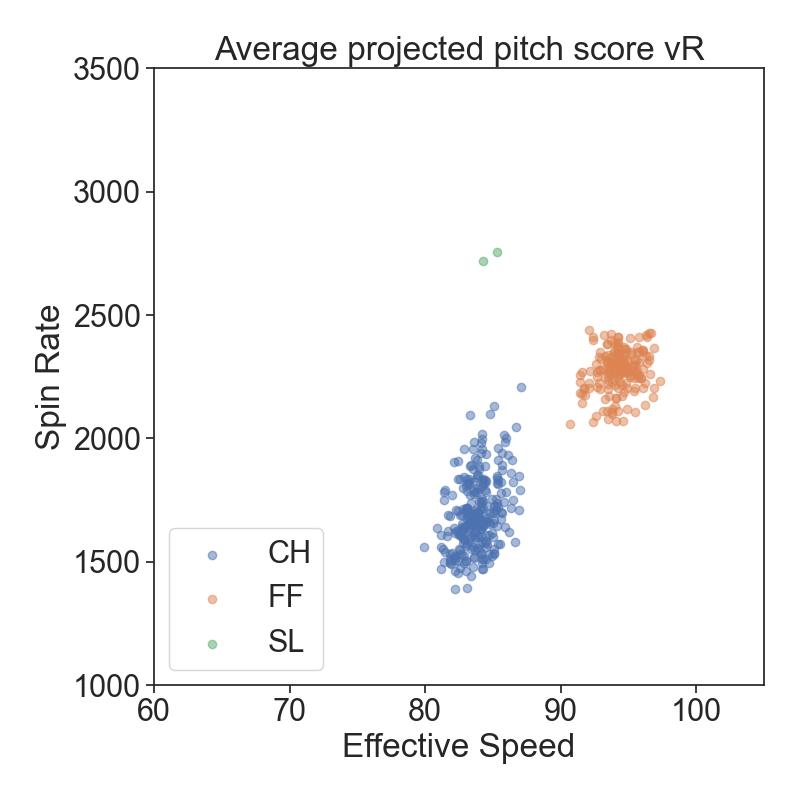 Average projected pitch score vR
3500
3000
2500
2000
1500
1000
Spin Rate
CH
FF
SL
60 70 80 90 100
Effective Speed